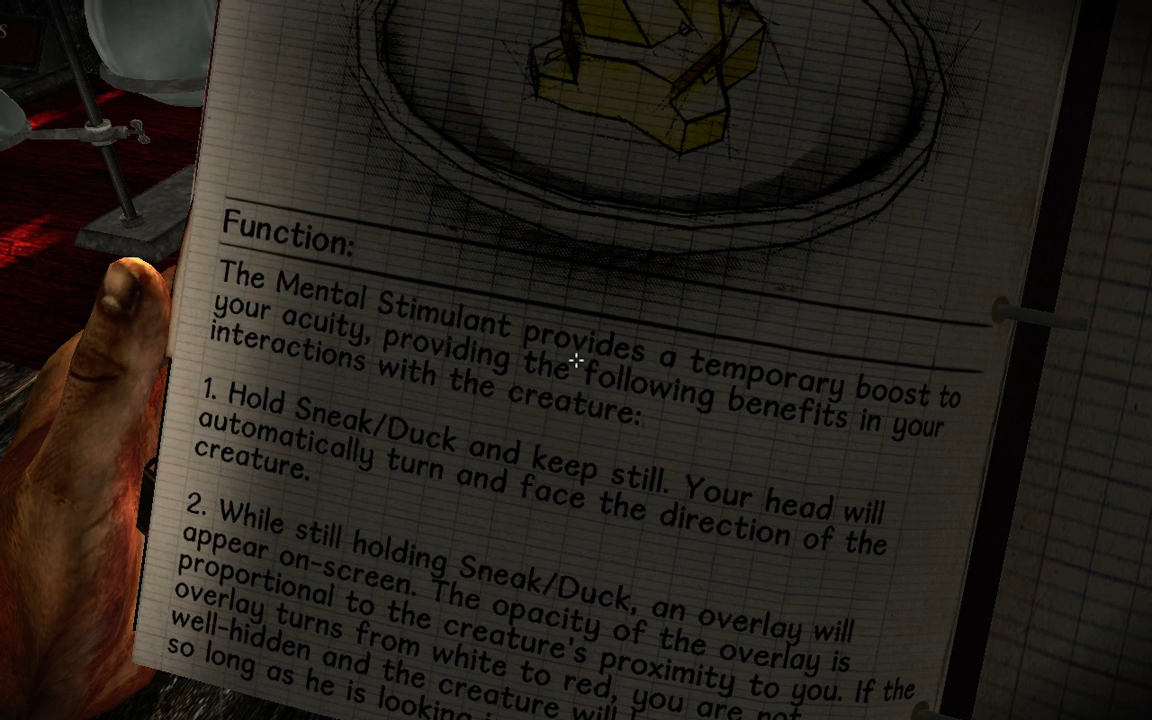 Function:
The Mental Stimulant provides a temporary boost to
your acuity, providing the following benefits in your
interactions with the creature:
1. Hold Sneak/Duck and keep still. Your head will
automatically turn and face the direction of the
creature.
2. While still holding Sneak/Duck, an overlay will
appear on-screen. The opacity of the overlay is
proportional to the creature's proximity to you. If the
overlay turns from white to red, you are not
well-hidden and the creature will
so long as he is looking